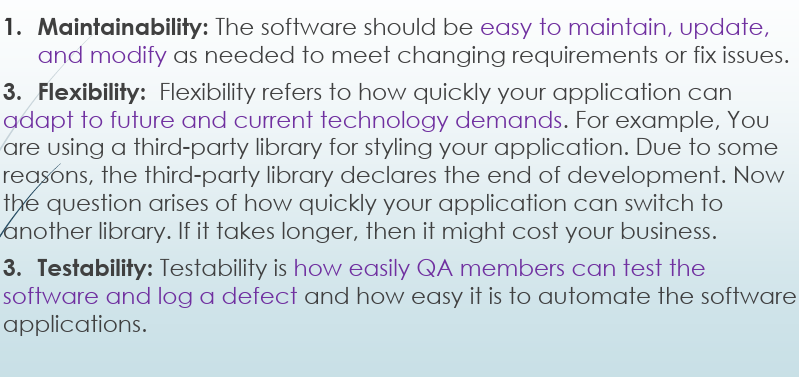 1. Maintainability: The software should be easy to maintain, update,
and modify as needed to meet changing requirements or fix issues.
3. Flexibility: Flexibility refers to how quickly your application can
adapt to future and current technology demands. For example, You
are using a third-party library for styling your application. Due to some
reasons, the third-party library declares the end of development. Now
the question arises of how quickly your application can switch to
another library. If it takes longer, then it might cost your business.
3. Testability: Testability is how easily QA members can test the
software and log a defect and how easy it is to automate the software
applications.